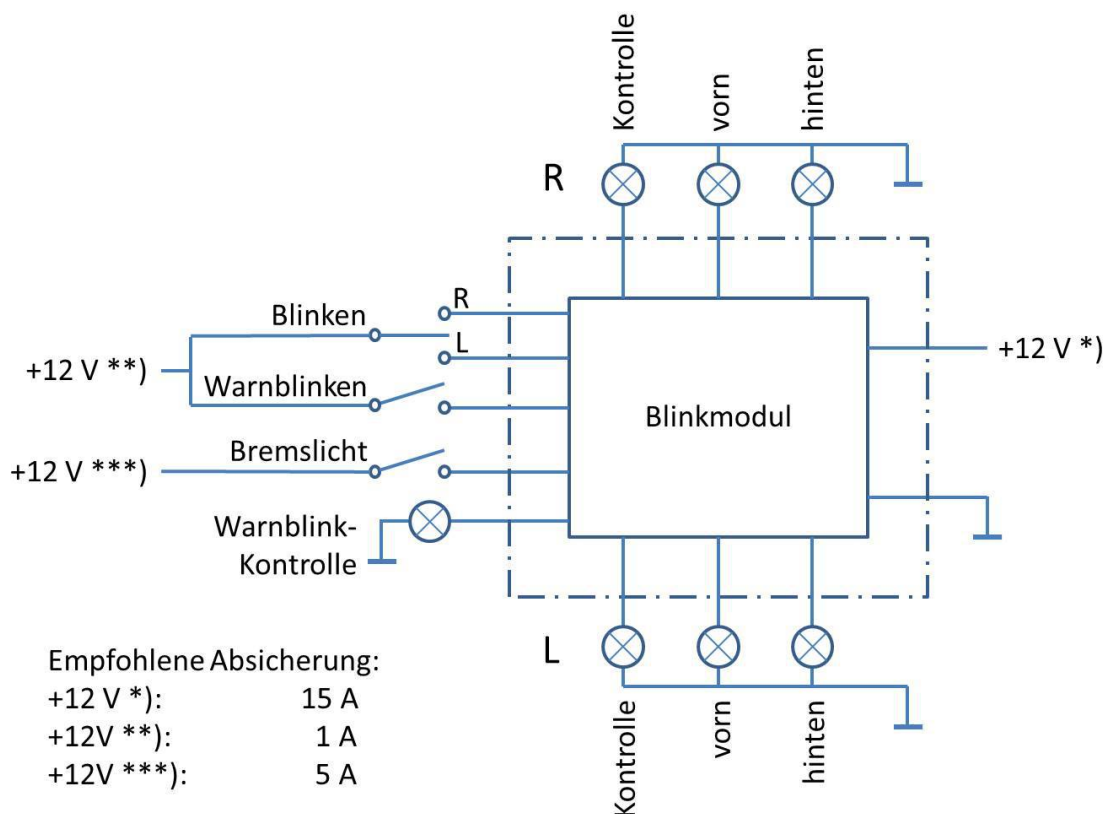 Kontrolle
vorn
hinten
R
R
Blinken
L
+12 V **)
Warnblinken
+12 V *)
Blinkmodul
Bremslicht
+12 V ***)
Warnblink-
Kontrolle
L
Kontrolle
vorn
hinten
Empfohlene Absicherung:
+12 V *): 15 A
+12V **): 1 A
+12V ***): 5 A